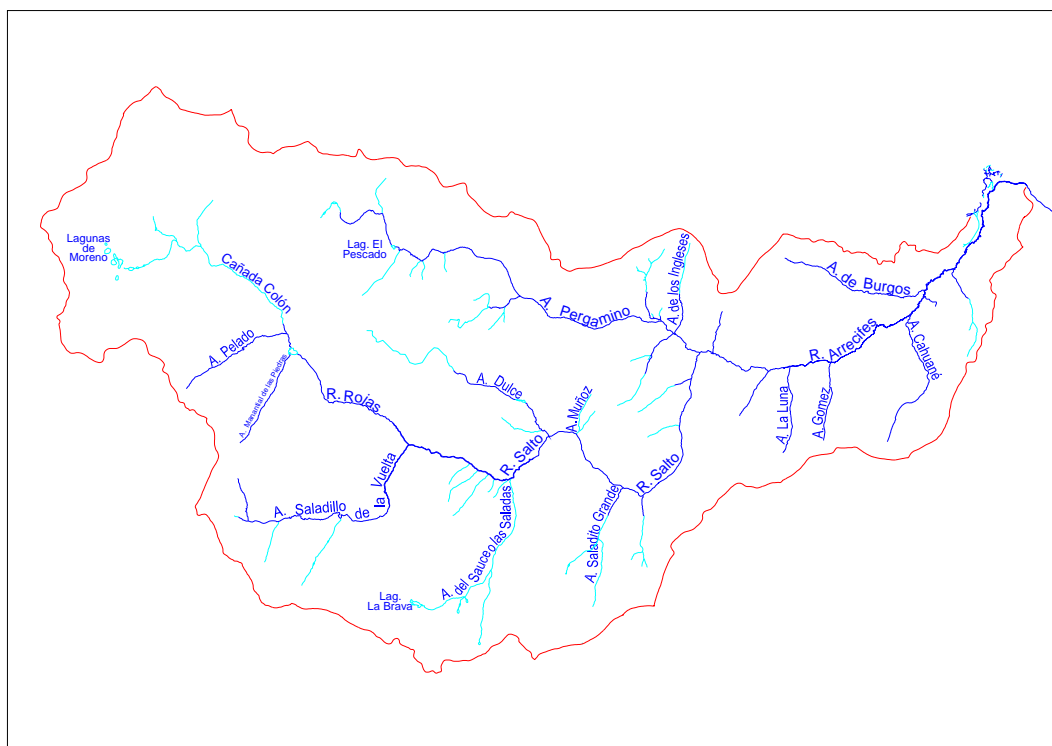 Lagunas
de
Moreno
Cañada Colón
Lag. El
Pescado
A. Pergamino
A. de los Ingleses
A. de Burgos
R. Arrecifes
A. Cahuané
A. Pelado
A. Manantial de las Piedras
R. Rojas
A. Dulce
A. Muñoz
A. La Luna
A. Gomez
R. Salto
R. Salto
A. Saladillo de la Vuelta
A. del Sauce o las Saladas
A. Saladito Grande
Lag.
La Brava